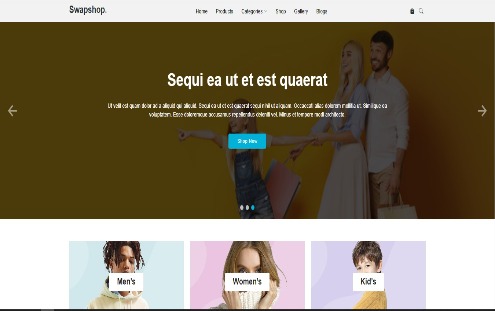 Swapshop.
Home Products Categories Shop Gallery Blogs
Sequi ea ut et est quaerat
Ut velit est quam dolor ad a aliquid qui aliquid. Sequi ea ut et est quaerat sequi nihil ut aliquam. Occaecati alias dolorem mollitia ut. Similique ea
voluptatem. Esse doloremque accusamus repellendus deleniti vel. Minus et tempore modi architecto.
Shop Now
Men's
Women's
Kid's